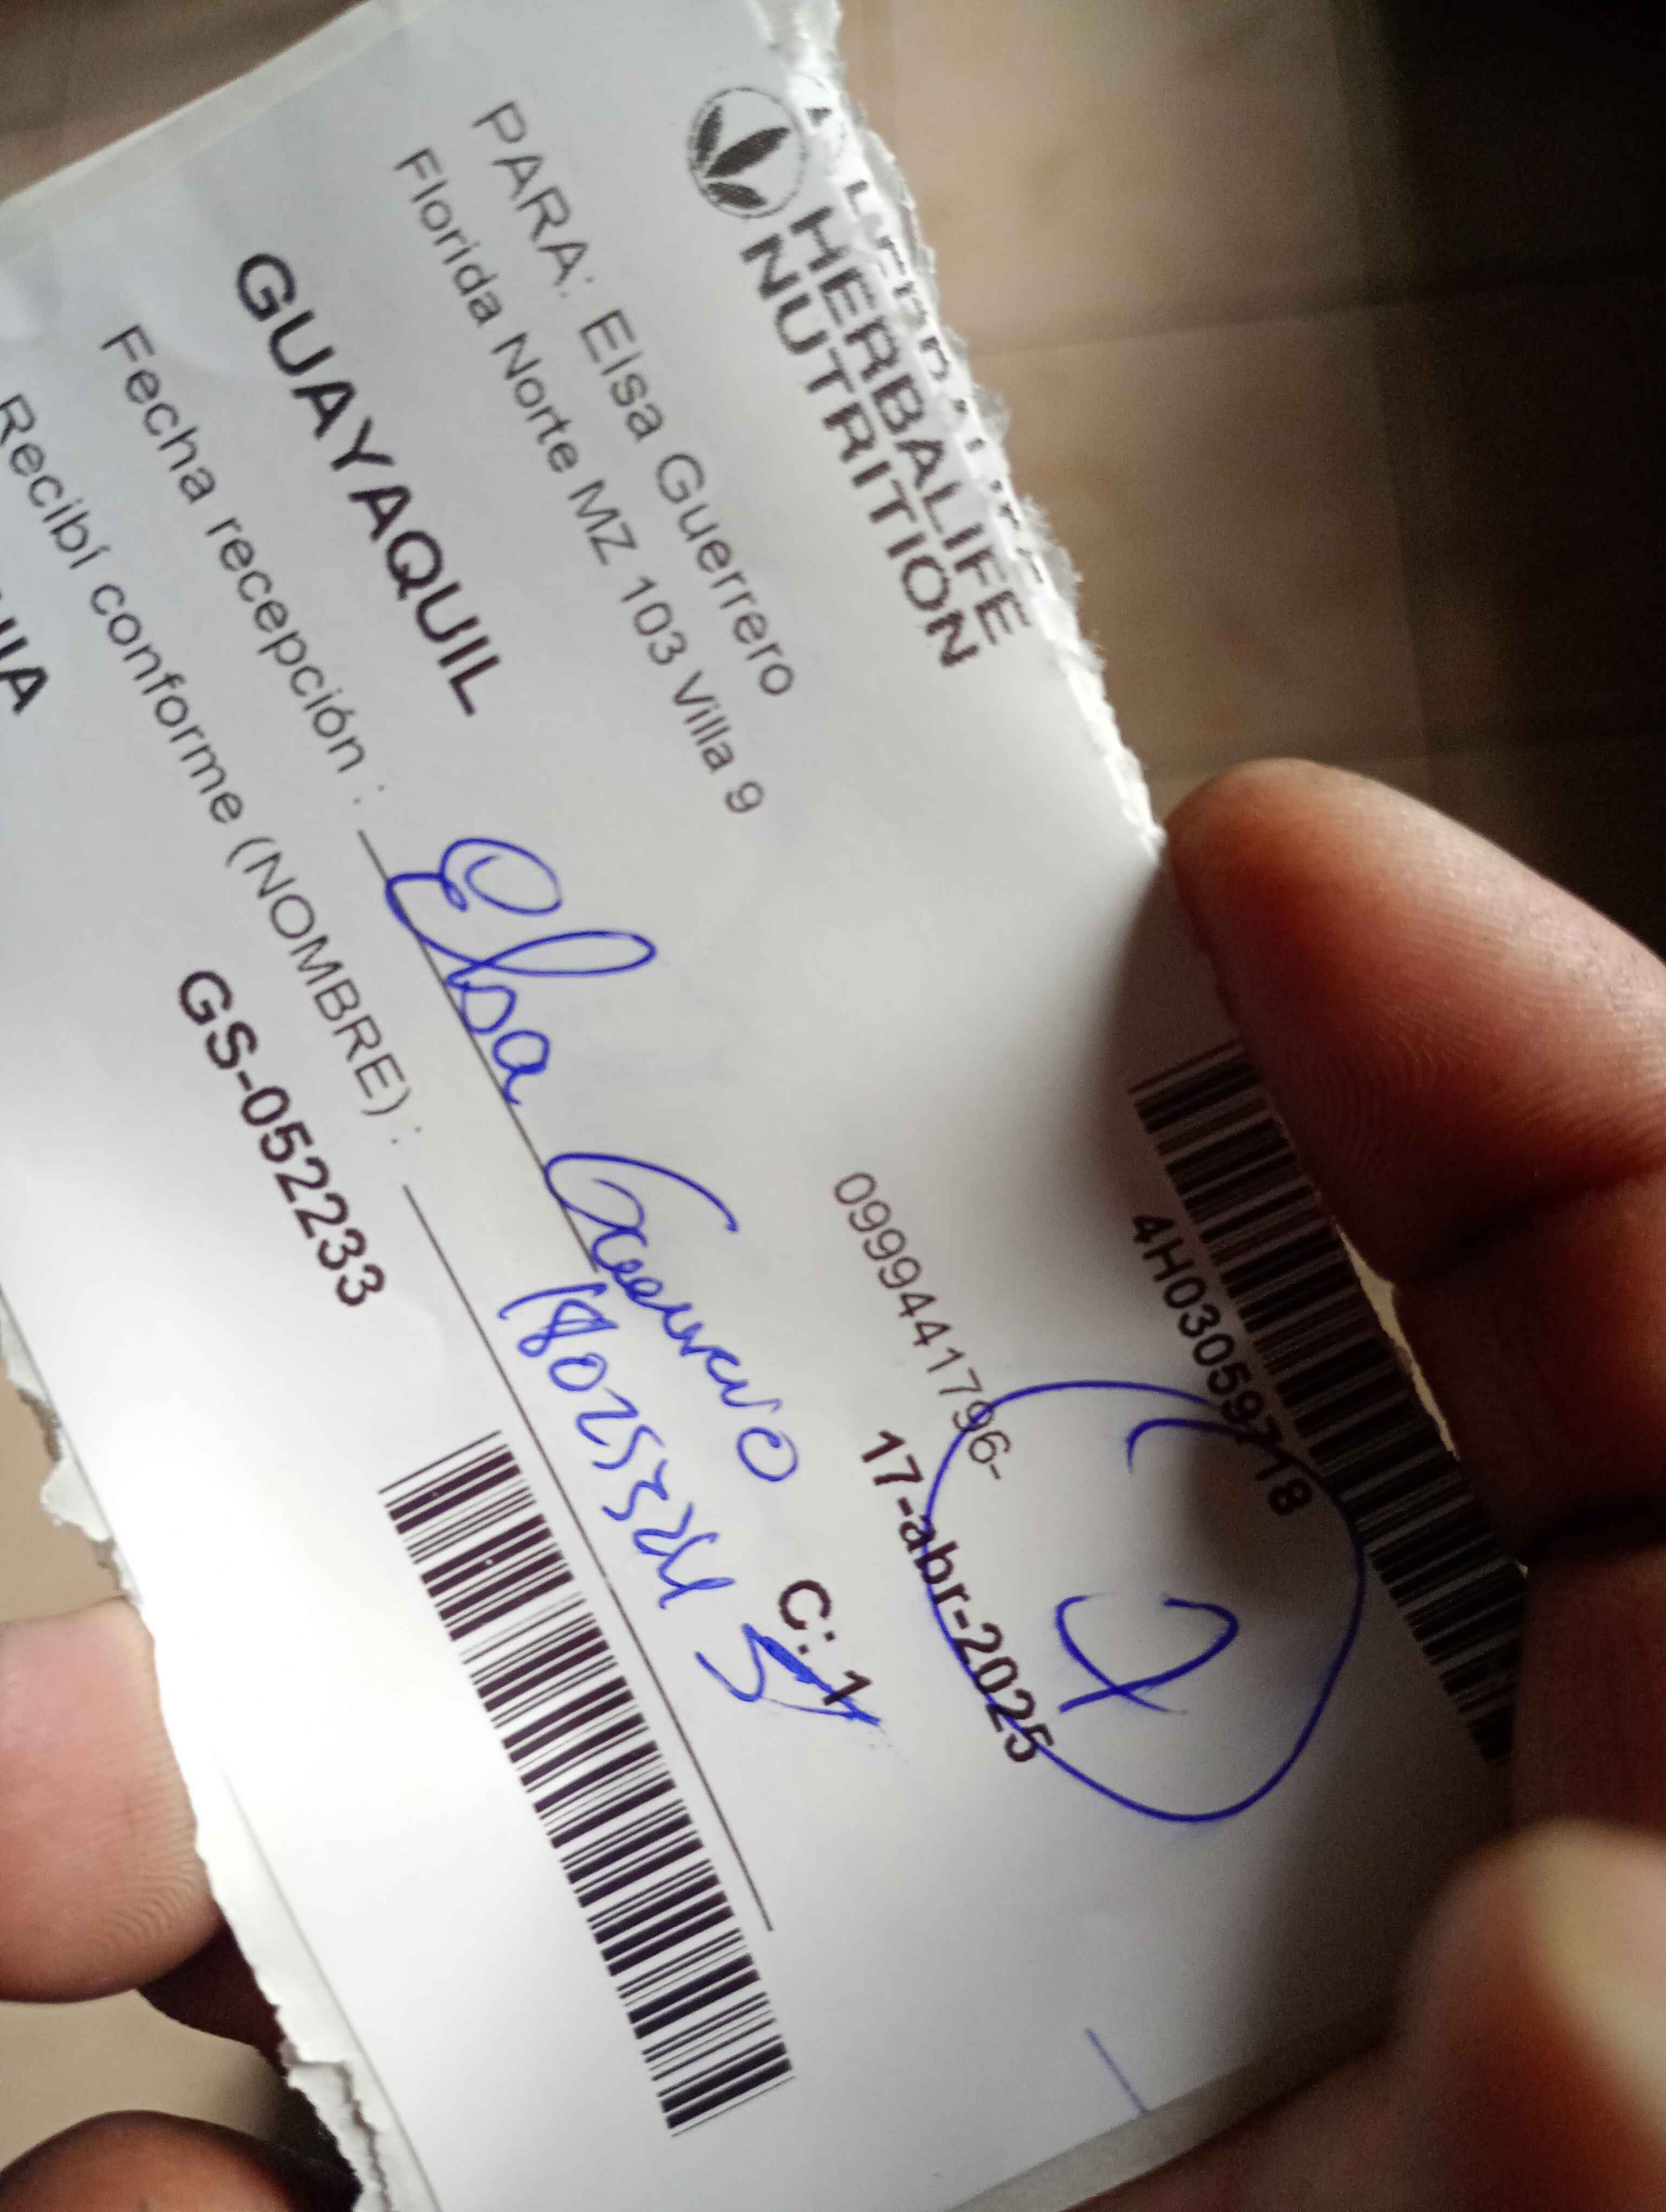 HERBALIFE
NUTRITION
4H03059718
PARA: Elsa Guerrero
0999441796-
Florida Norte MZ 103 Villa 9
17-abr-2025
GUAYAQUIL
C: 1
Fecha recepción :
Elsa Guerrero
Recibí conforme (NOMBRE) :
GS-052233